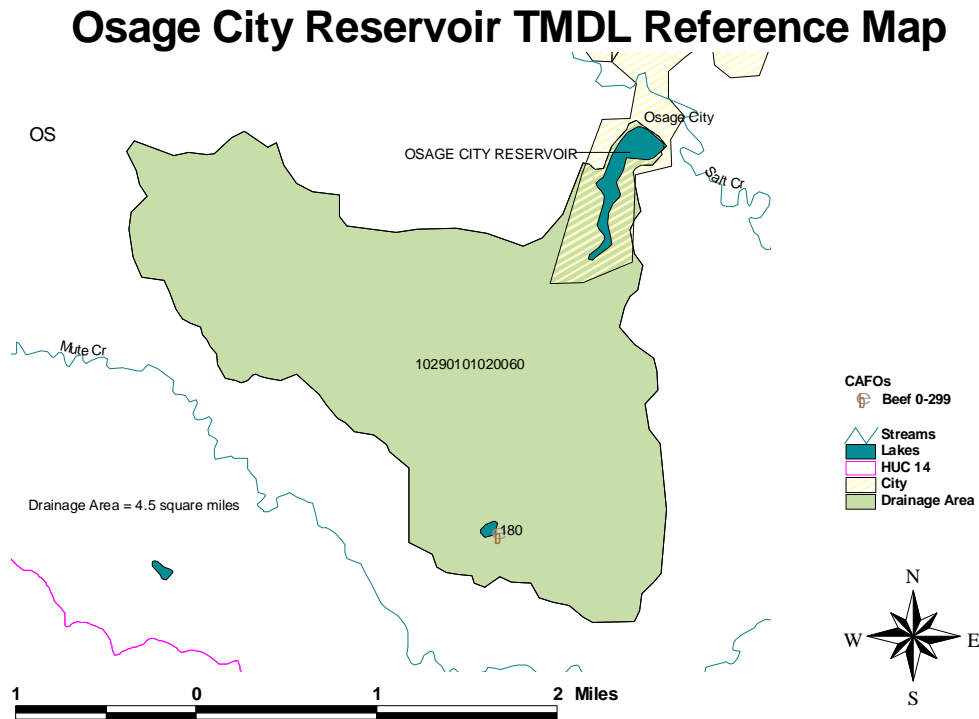 Osage City Reservoir TMDL Reference Map
OS
Osage City
OSAGE CITY RESERVOIR
Salt Cr
Mute Cr
10290101020060
CAFOs
Beef 0-299
Streams
Lakes
HUC 14
City
Drainage Area
Drainage Area = 4.5 square miles
180
N
W E
S
1 0 1 2 Miles